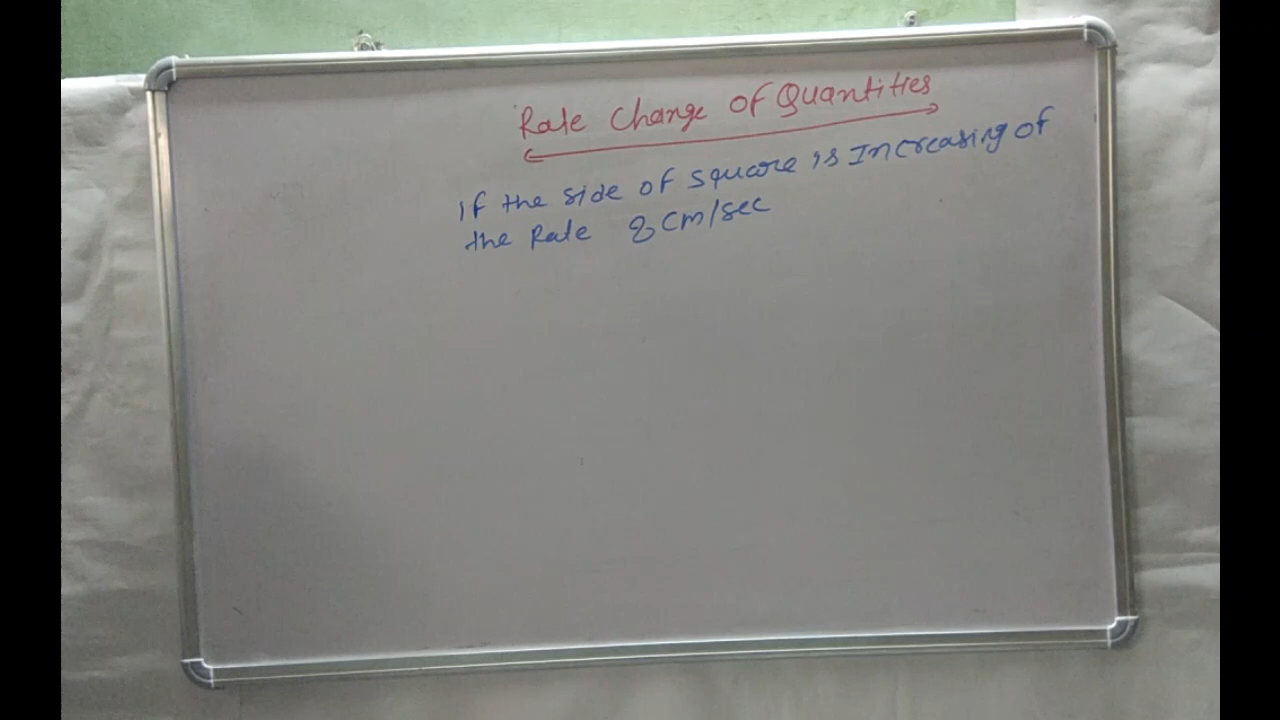 Rate Change of Quantities
If the side of square is Increasing of
the Rate 8 cm/sec